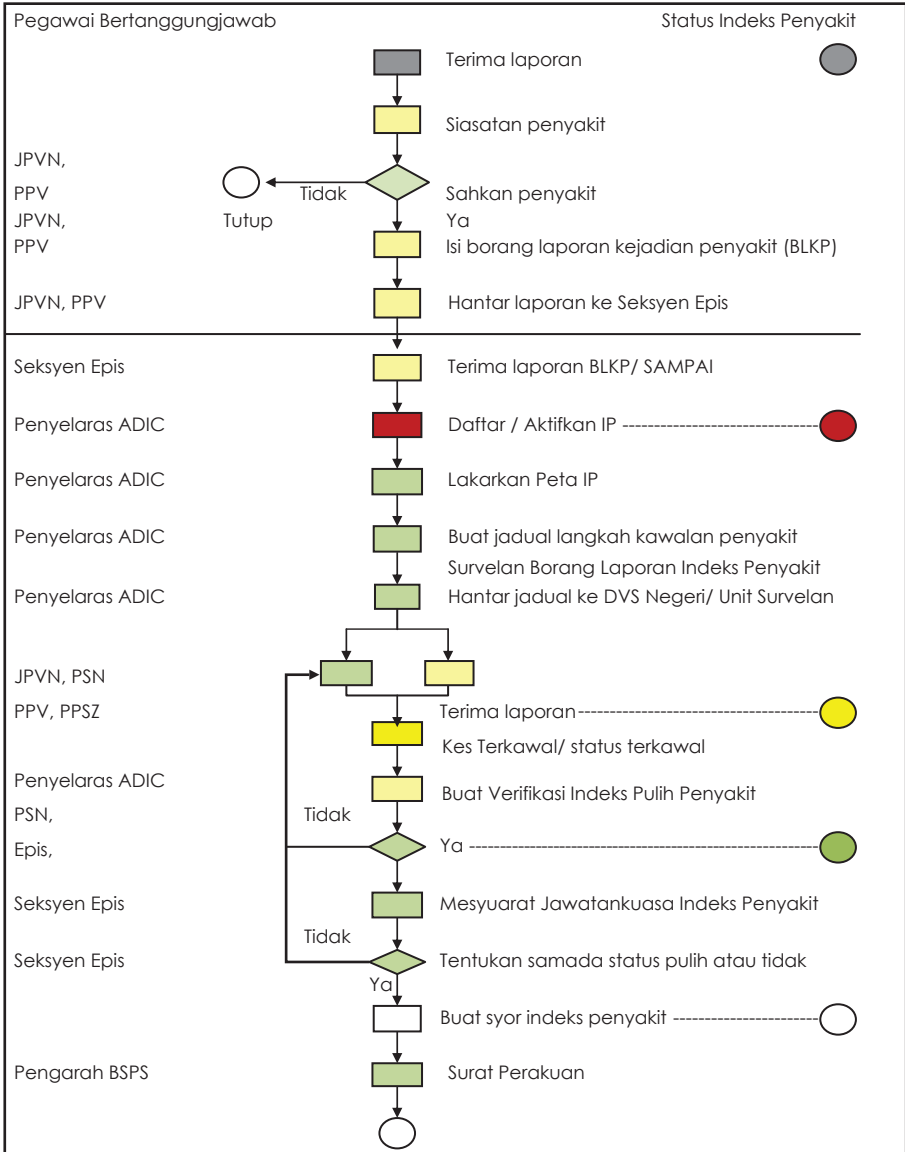 Pegawai Bertanggungjawab Status Indeks Penyakit
Terima laporan
Siasatan penyakit
JPVN,
PPV Tidak Sahkan penyakit
JPVN, Tutup Ya
PPV Isi borang laporan kejadian penyakit (BLKP)
JPVN, PPV Hantar laporan ke Seksyen Epis
Seksyen Epis Terima laporan BLKP/ SAMPAI
Penyelaras ADIC Daftar / Aktifkan IP
Penyelaras ADIC Lakarkan Peta IP
Penyelaras ADIC Buat jadual langkah kawalan penyakit
Survelan Borang Laporan Indeks Penyakit
Penyelaras ADIC Hantar jadual ke DVS Negeri/ Unit Survelan
JPVN, PSN
PPV, PPSZ Terima laporan
Kes Terkawal/ status terkawal
Penyelaras ADIC Buat Verifikasi Indeks Pulih Penyakit
PSN, Tidak
Epis, Ya
Seksyen Epis Mesyuarat Jawatankuasa Indeks Penyakit
Tidak
Seksyen Epis Tentukan samada status pulih atau tidak
Ya
Buat syor indeks penyakit
Pengarah BSPS Surat Perakuan